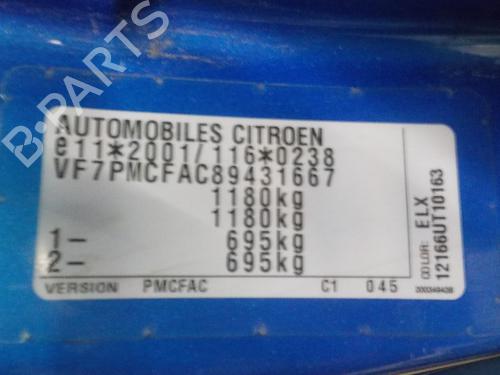 B-PARTS
AUTOMOBILES CITROEN
e11*2001/116*0238
VF7PMCFAC89431667
1180kg
1180kg
1- 695kg
2- 695kg
VERSION PMCFAC C1 045
COLOR: ELX
12166UT10163